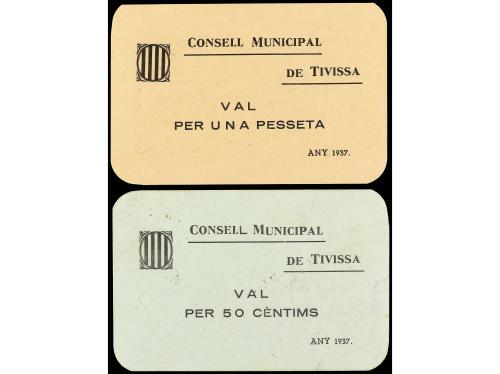 Consell Municipal
de Tivissa
VAL
PER UNA PESSETA
ANY 1937.
Consell Municipal
de Tivissa
VAL
PER 50 CÈNTIMS
ANY 1937.